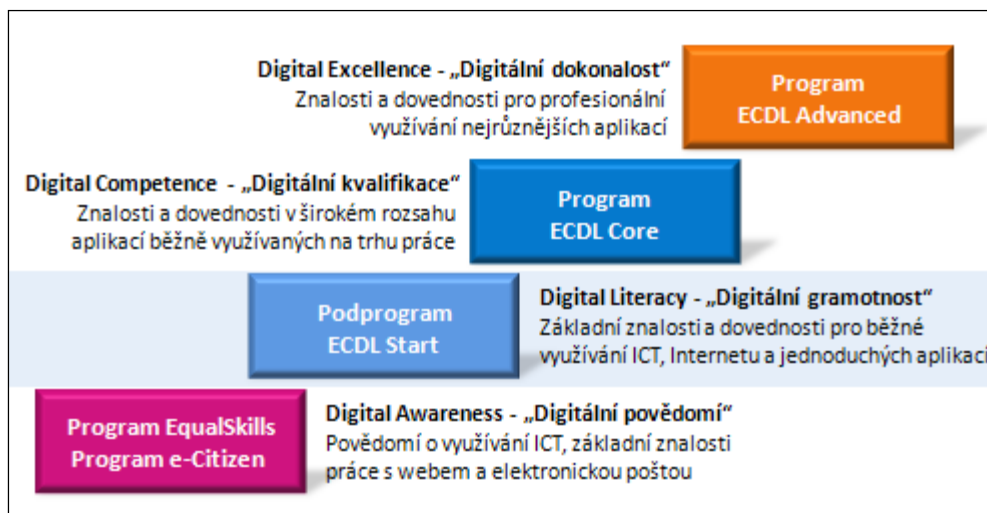 Digital Excellence - „Digitální dokonalost“
Znalosti a dovednosti pro profesionální
využívání nejrůznějších aplikací
Program
ECDL Advanced
Digital Competence - „Digitální kvalifikace“
Znalosti a dovednosti v širokém rozsahu
aplikací běžně využívaných na trhu práce
Program
ECDL Core
Podprogram
ECDL Start
Digital Literacy - „Digitální gramotnost“
Základní znalosti a dovednosti pro běžné
využívání ICT, Internetu a jednoduchých aplikací
Program EqualSkills
Program e-Citizen
Digital Awareness - „Digitální povědomí“
Povědomí o využívání ICT, základní znalosti
práce s webem a elektronickou poštou